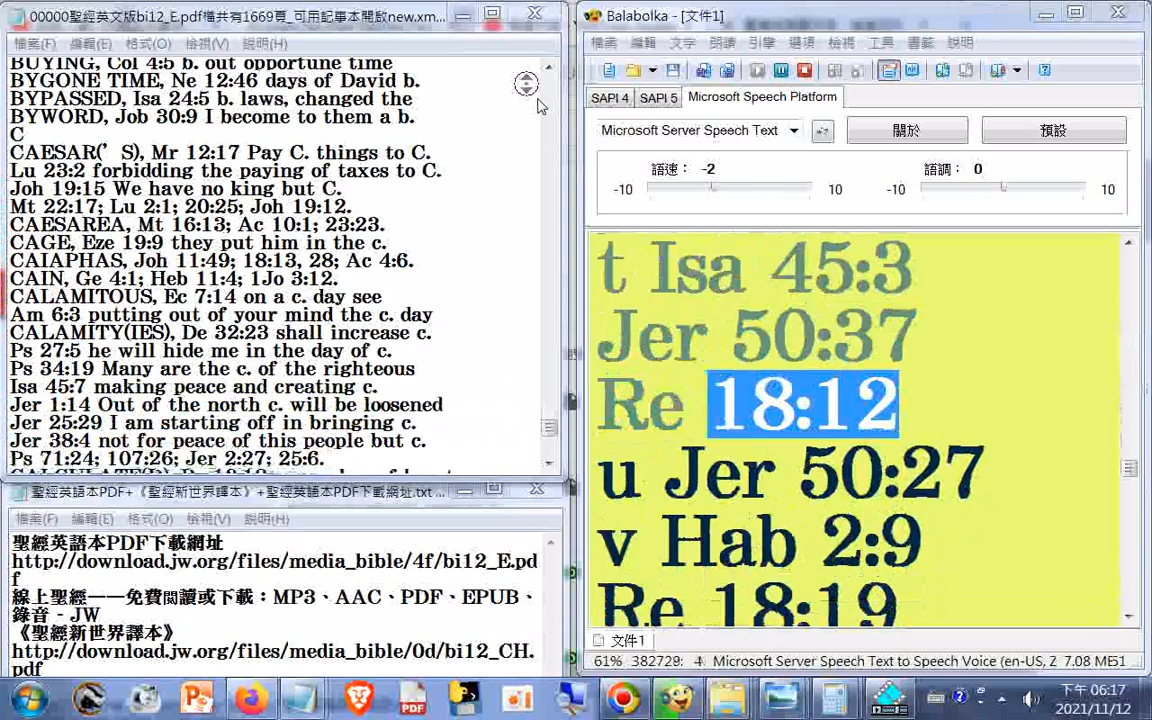 00000聖經英文版bi12_E.pdf檔共有1669頁_可用記事本開啟new.xm...
檔案(F) 編輯(E) 格式(O) 檢視(V) 說明(H)
BUYING, Col 4:5 b. out opportune time
BYGONE TIME, Ne 12:46 days of David b.
BYPASSED, Isa 24:5 b. laws, changed the
BYWORD, Job 30:9 I become to them a b.
C
CAESAR(’S), Mr 12:17 Pay C. things to C.
Lu 23:2 forbidding the paying of taxes to C.
Joh 19:15 We have no king but C.
Mt 22:17; Lu 2:1; 20:25; Joh 19:12.
CAESAREA, Mt 16:13; Ac 10:1; 23:23.
CAGE, Eze 19:9 they put him in the c.
CAIAPHAS, Joh 11:49; 18:13, 28; Ac 4:6.
CAIN, Ge 4:1; Heb 11:4; 1Jo 3:12.
CALAMITOUS, Ec 7:14 on a c. day see
Am 6:3 putting out of your mind the c. day
CALAMITY(IES), De 32:23 shall increase c.
Ps 27:5 he will hide me in the day of c.
Ps 34:19 Many are the c. of the righteous
Isa 45:7 making peace and creating c.
Jer 1:14 Out of the north c. will be loosened
Jer 25:29 I am starting off in bringing c.
Jer 38:4 not for peace of this people but c.
Ps 71:24; 107:26; Jer 2:27; 25:6.
聖經英語本PDF+《聖經新世界譯本》+聖經英語本PDF下載網址.txt ...
檔案(F) 編輯(E) 格式(O) 檢視(V) 說明(H)
聖經英語本PDF下載網址
http://download.jw.org/files/media_bible/4f/bi12_E.pd
f
線上聖經——免費閱讀或下載：MP3、AAC、PDF、EPUB、
錄音 - JW
《聖經新世界譯本》
http://download.jw.org/files/media_bible/0d/bi12_CH.
pdf
Balabolka - [文件1]
檔案 編輯 文字 朗讀 引擎 選項 檢視 工具 書籤 說明
SAPI 4 SAPI 5 Microsoft Speech Platform
Microsoft Server Speech Text 關於 預設
語速： -2 語調： 0
-10 10 -10 10
t Isa 45:3
Jer 50:37
Re 18:12
u Jer 50:27
v Hab 2:9
Re 18:19
文件1
61% 382729: 4 Microsoft Server Speech Text to Speech Voice (en-US, Z 7.08 ME51
下午 06:17
2021/11/12